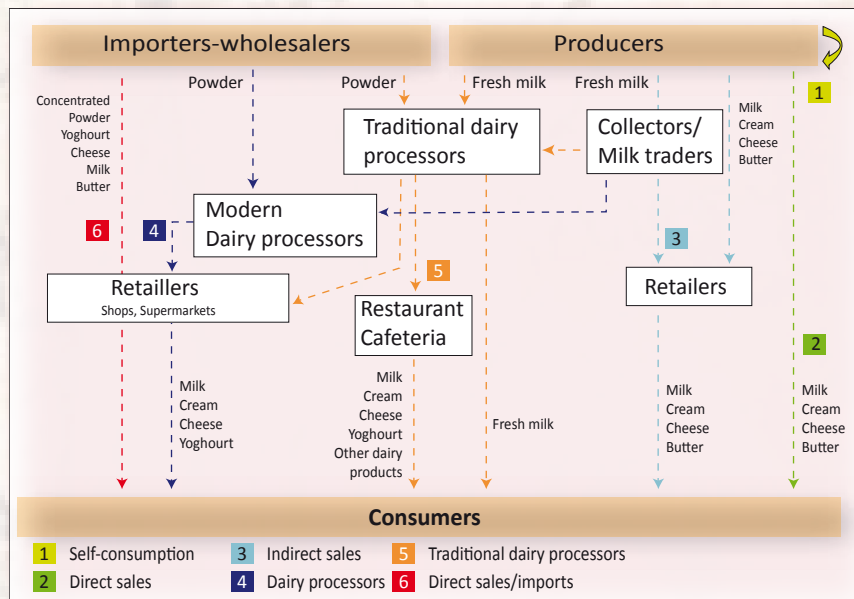 Importers-wholesalers
Producers
1
Powder
Powder
Fresh milk
Fresh milk
Concentrated
Powder
Yoghourt
Cheese
Milk
Butter
Milk
Cream
Cheese
Butter
Traditional dairy
processors
Collectors/
Milk traders
Modern
Dairy processors
6
4
3
5
Retaillers
Shops, Supermarkets
Restaurant
Cafeteria
Retailers
2
Milk
Cream
Cheese
Yoghourt
Milk
Cream
Cheese
Yoghourt
Other dairy
products
Fresh milk
Milk
Cream
Cheese
Butter
Milk
Cream
Cheese
Butter
Consumers
1 Self-consumption
2 Direct sales
3 Indirect sales
4 Dairy processors
5 Traditional dairy processors
6 Direct sales/imports